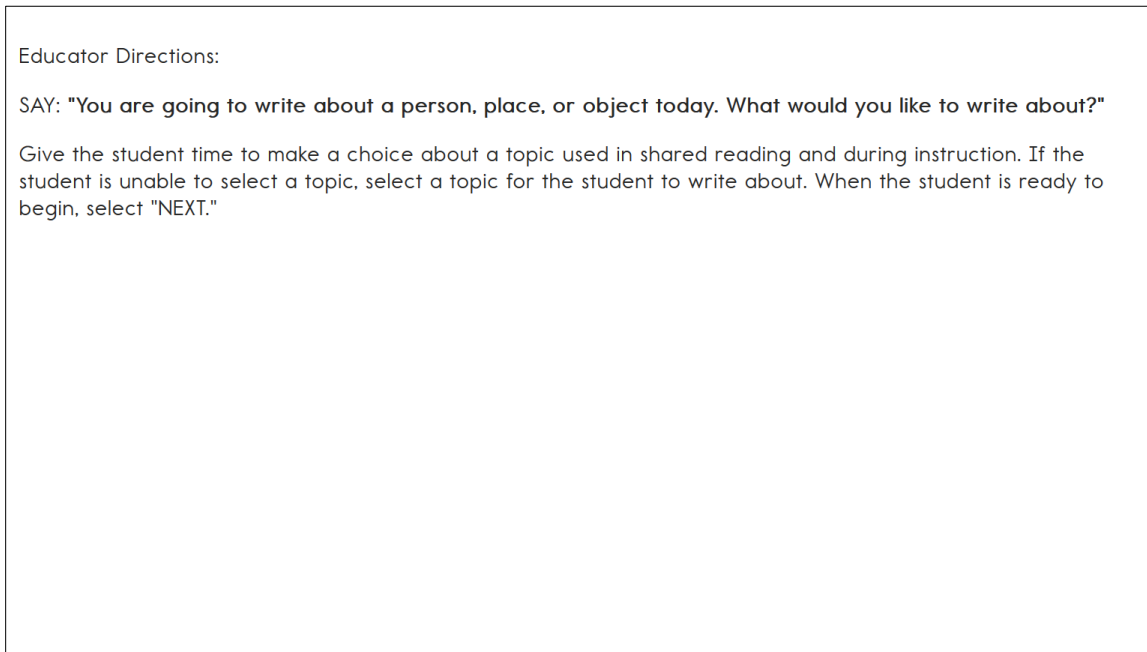 Educator Directions:
SAY: "You are going to write about a person, place, or object today. What would you like to write about?"
Give the student time to make a choice about a topic used in shared reading and during instruction. If the
student is unable to select a topic, select a topic for the student to write about. When the student is ready to
begin, select "NEXT."